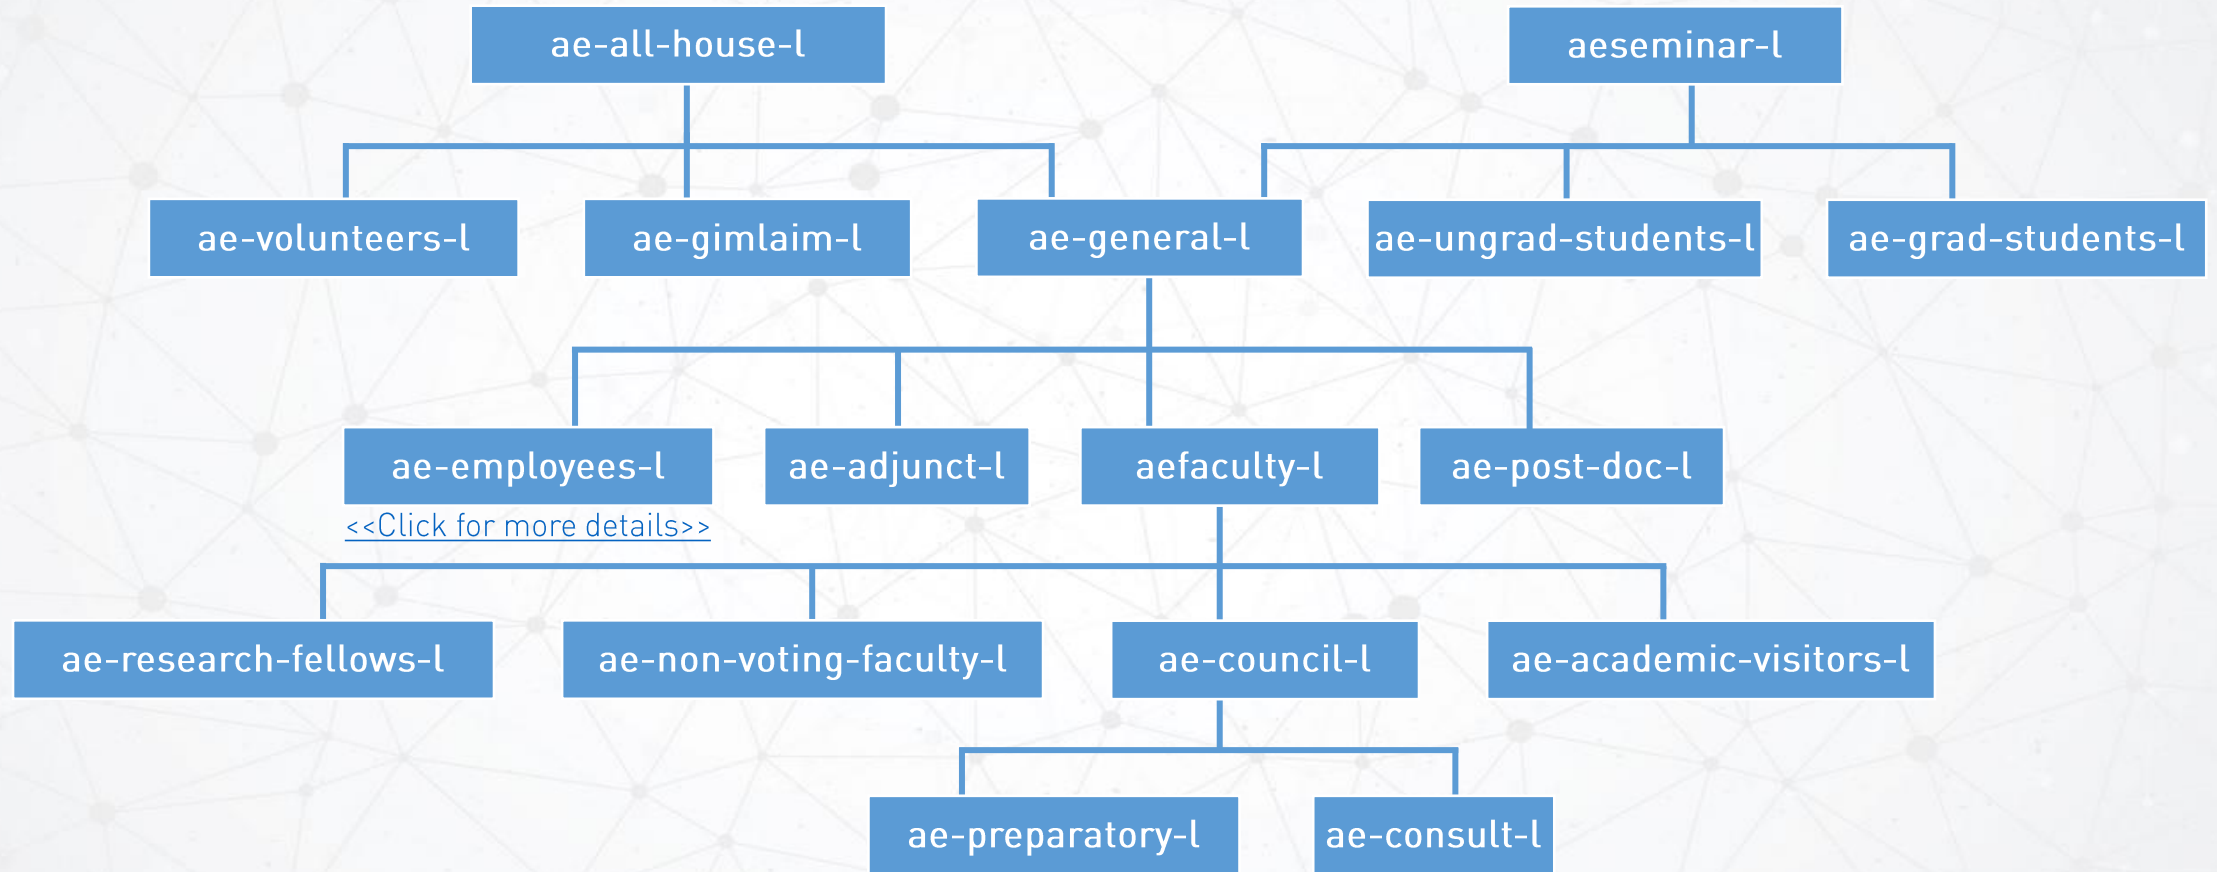 ae-all-house-l
aeseminar-l
ae-volunteers-l
ae-gimlaim-l
ae-general-l
ae-ungrad-students-l
ae-grad-students-l
ae-employees-l
ae-adjunct-l
aefaculty-l
ae-post-doc-l
<<Click for more details>>
ae-research-fellows-l
ae-non-voting-faculty-l
ae-council-l
ae-academic-visitors-l
ae-preparatory-l
ae-consult-l